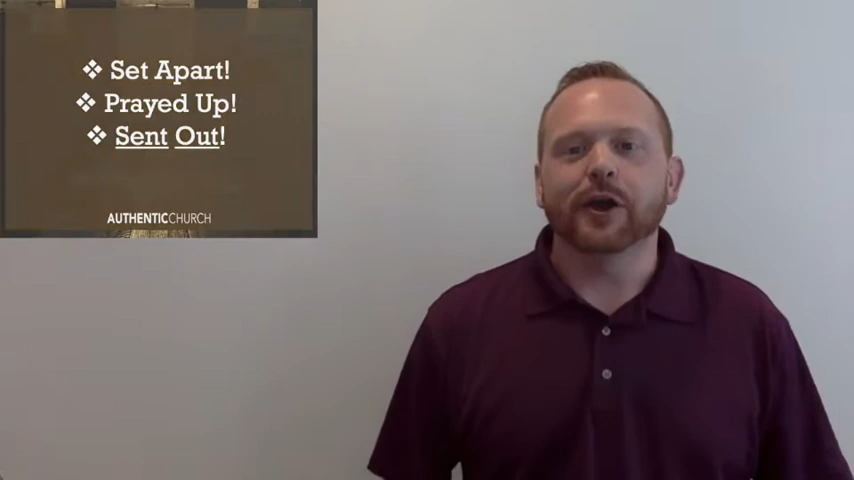 ❖ Set Apart!
❖ Prayed Up!
❖ Sent Out!
AUTHENTICCHURCH